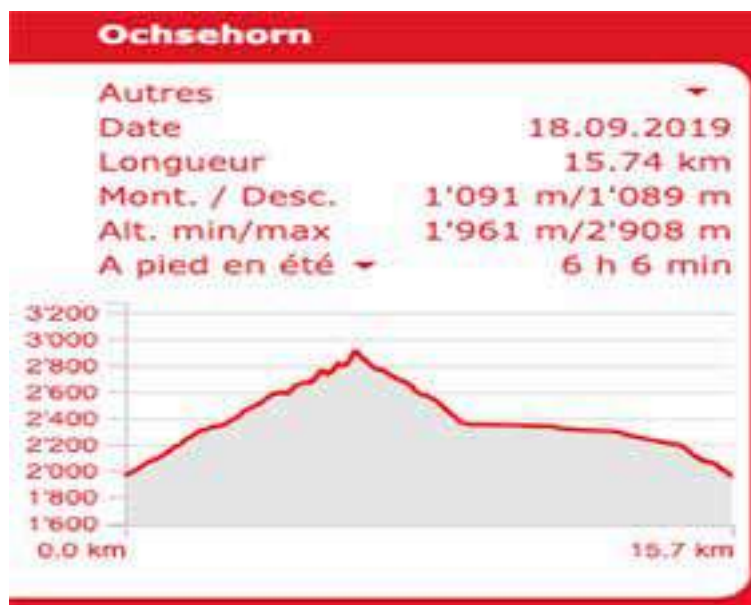 Ochsehorn
Autres
Date 18.09.2019
Longueur 15.74 km
Mont. / Desc. 1'091 m/1'089 m
Alt. min/max 1'961 m/2'908 m
A pied en été 6 h 6 min
3'200
3'000
2'800
2'600
2'400
2'200
2'000
1'800
1'600
0.0 km 15.7 km